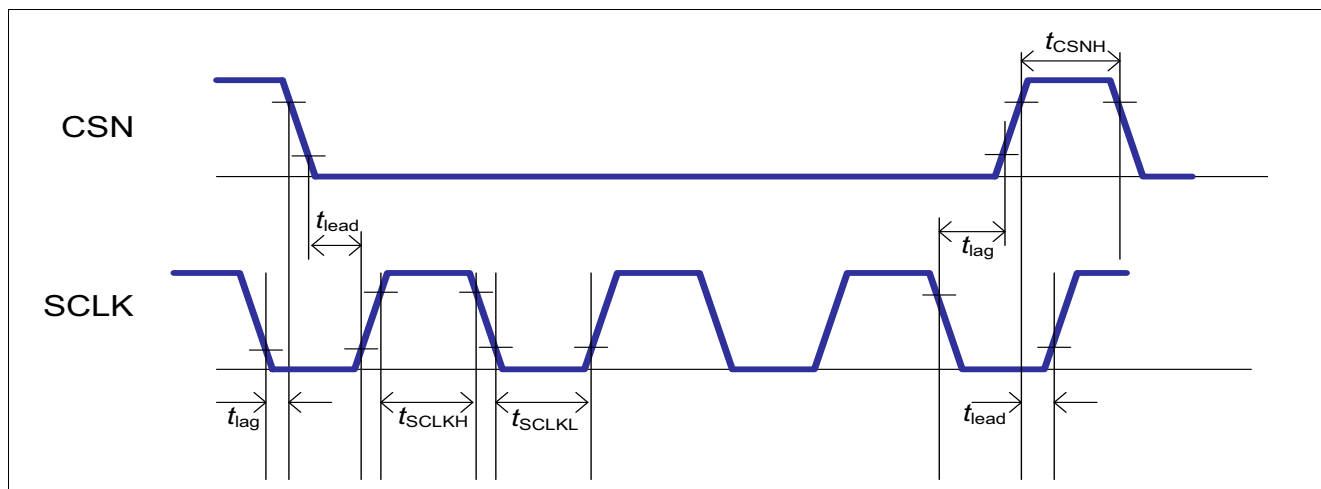 tCSNH
CSN
tlead
tlag
SCLK
tlag
tSCLKH
tSCLKL
tlead